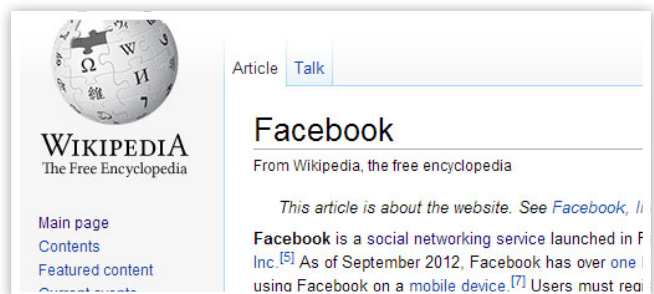 Article Talk
WIKIPEDIA
The Free Encyclopedia
Facebook
From Wikipedia, the free encyclopedia
This article is about the website. See Facebook,
Facebook is a social networking service launched in
Inc.[5] As of September 2012, Facebook has over one
using Facebook on a mobile device.[7] Users must
Main page
Contents
Featured content
Current events